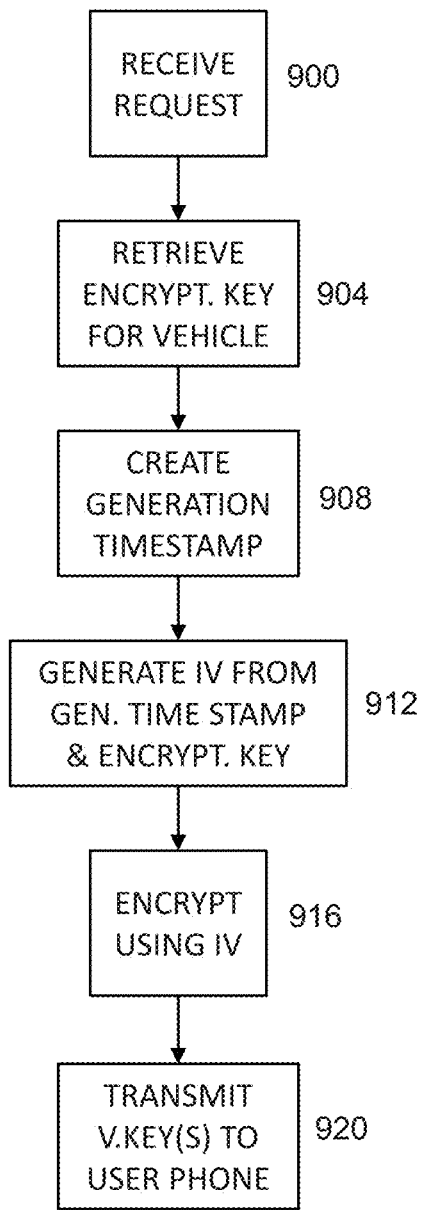 RECEIVE
REQUEST
900
RETRIEVE
ENCRYPT. KEY
FOR VEHICLE
904
CREATE
GENERATION
TIMESTAMP
908
GENERATE IV FROM
GEN. TIME STAMP
& ENCRYPT. KEY
912
ENCRYPT
USING IV
916
TRANSMIT
V.KEY(S) TO
USER PHONE
920